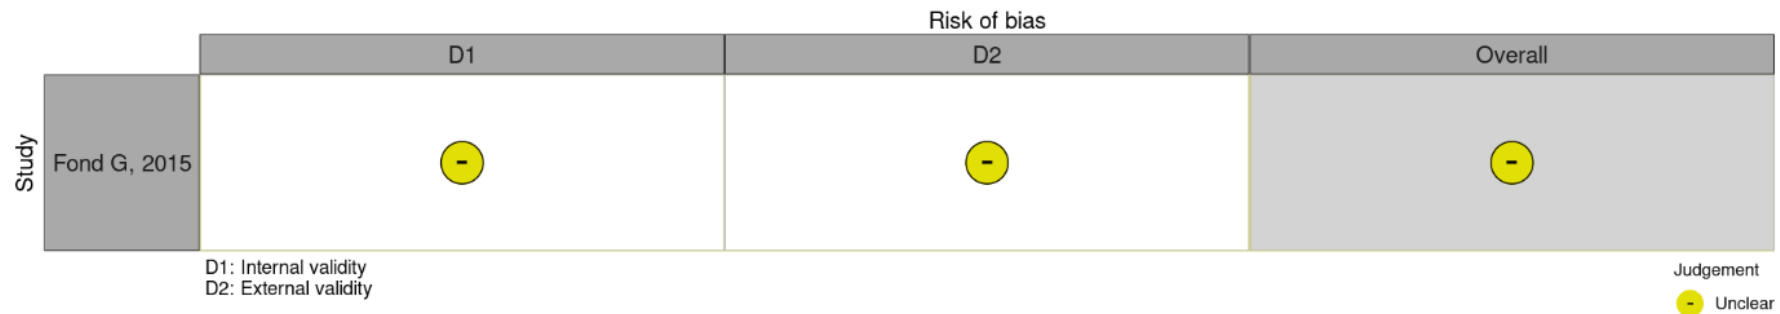 Risk of bias
D1 D2 Overall
Study
Fond G, 2015 - - -
D1: Internal validity
D2: External validity
Judgement
- Unclear